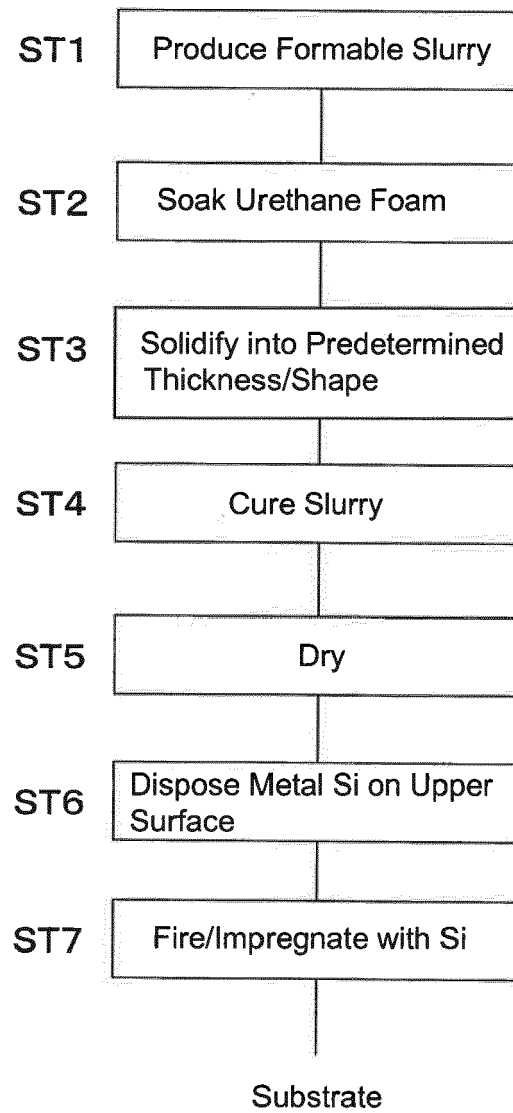 ST1 Produce Formable Slurry
ST2 Soak Urethane Foam
ST3 Solidify into Predetermined
Thickness/Shape
ST4 Cure Slurry
ST5 Dry
ST6 Dispose Metal Si on Upper
Surface
ST7 Fire/Impregnate with Si
Substrate